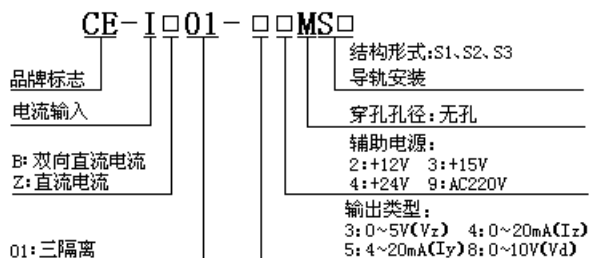 CE-I□01-□□MS□
结构形式:S1、S2、S3
导轨安装
品牌标志
电流输入
穿孔孔径:无孔
辅助电源:
2:+12V 3:+15V
4:+24V 9:AC220V
B:双向直流电流
Z:直流电流
输出类型:
3:0~5V(Vz) 4:0~20mA(Iz)
5:4~20mA(Iy) 8:0~10V(Vd)
01:三隔离